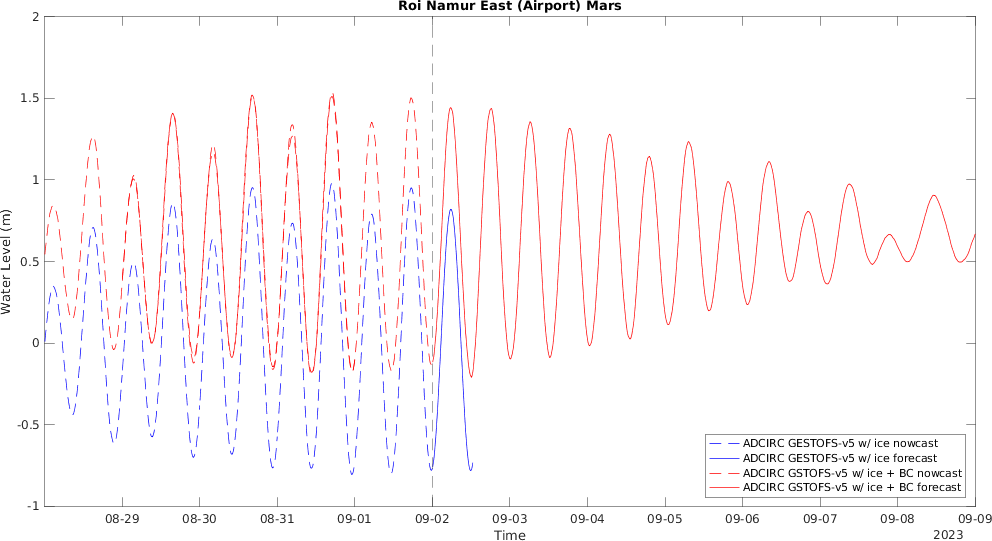 Roi Namur East (Airport) Mars
2
1.5
1
0.5
0
-0.5
-1
Water Level (m)
ADCIRC GESTOFS-v5 w/ ice nowcast
ADCIRC GESTOFS-v5 w/ ice forecast
ADCIRC GSTOFS-v5 w/ ice + BC nowcast
ADCIRC GSTOFS-v5 w/ ice + BC forecast
08-29 08-30 08-31 09-01 09-02 09-03 09-04 09-05 09-06 09-07 09-08 09-09
Time
2023